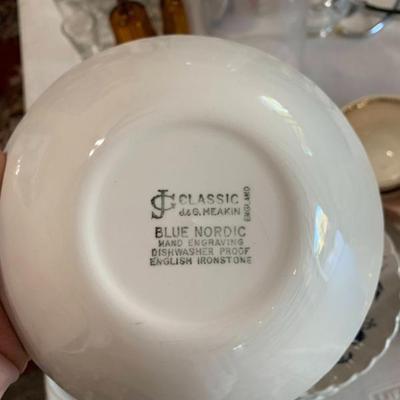 JG CLASSIC
J. & G. MEAKIN
ENGLAND
BLUE NORDIC
HAND ENGRAVING
DISHWASHER PROOF
ENGLISH IRONSTONE